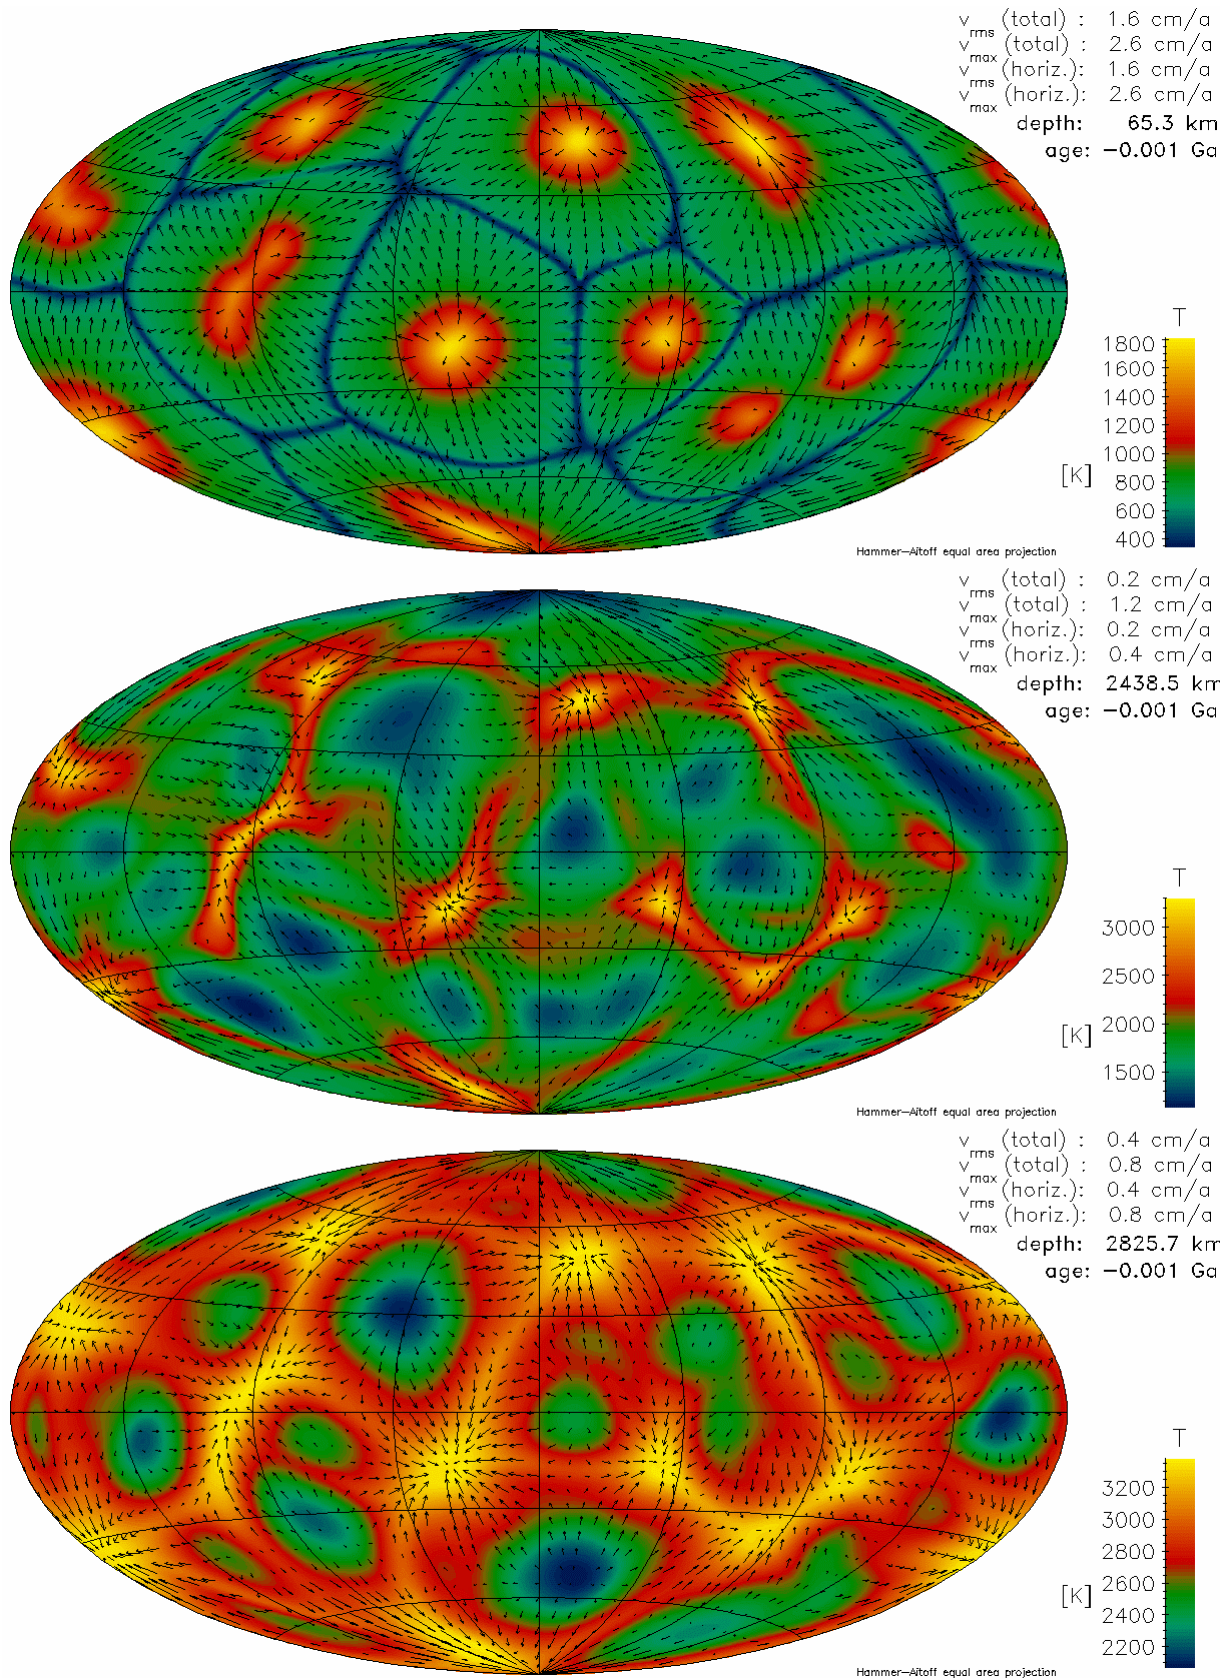 v_rms (total) : 1.6 cm/a
v_max (total) : 2.6 cm/a
v_rms (horiz.): 1.6 cm/a
v_max (horiz.): 2.6 cm/a
depth: 65.3 km
age: −0.001 Ga
T
1800
1600
1400
1200
1000
800
600
400
[K]
Hammer−Aitoff equal area projection
v_rms (total) : 0.2 cm/a
v_max (total) : 1.2 cm/a
v_rms (horiz.): 0.2 cm/a
v_max (horiz.): 0.4 cm/a
depth: 2438.5 km
age: −0.001 Ga
T
3000
2500
2000
1500
[K]
Hammer−Aitoff equal area projection
v_rms (total) : 0.4 cm/a
v_max (total) : 0.8 cm/a
v_rms (horiz.): 0.4 cm/a
v_max (horiz.): 0.8 cm/a
depth: 2825.7 km
age: −0.001 Ga
T
3200
3000
2800
2600
2400
2200
[K]
Hammer−Aitoff equal area projection